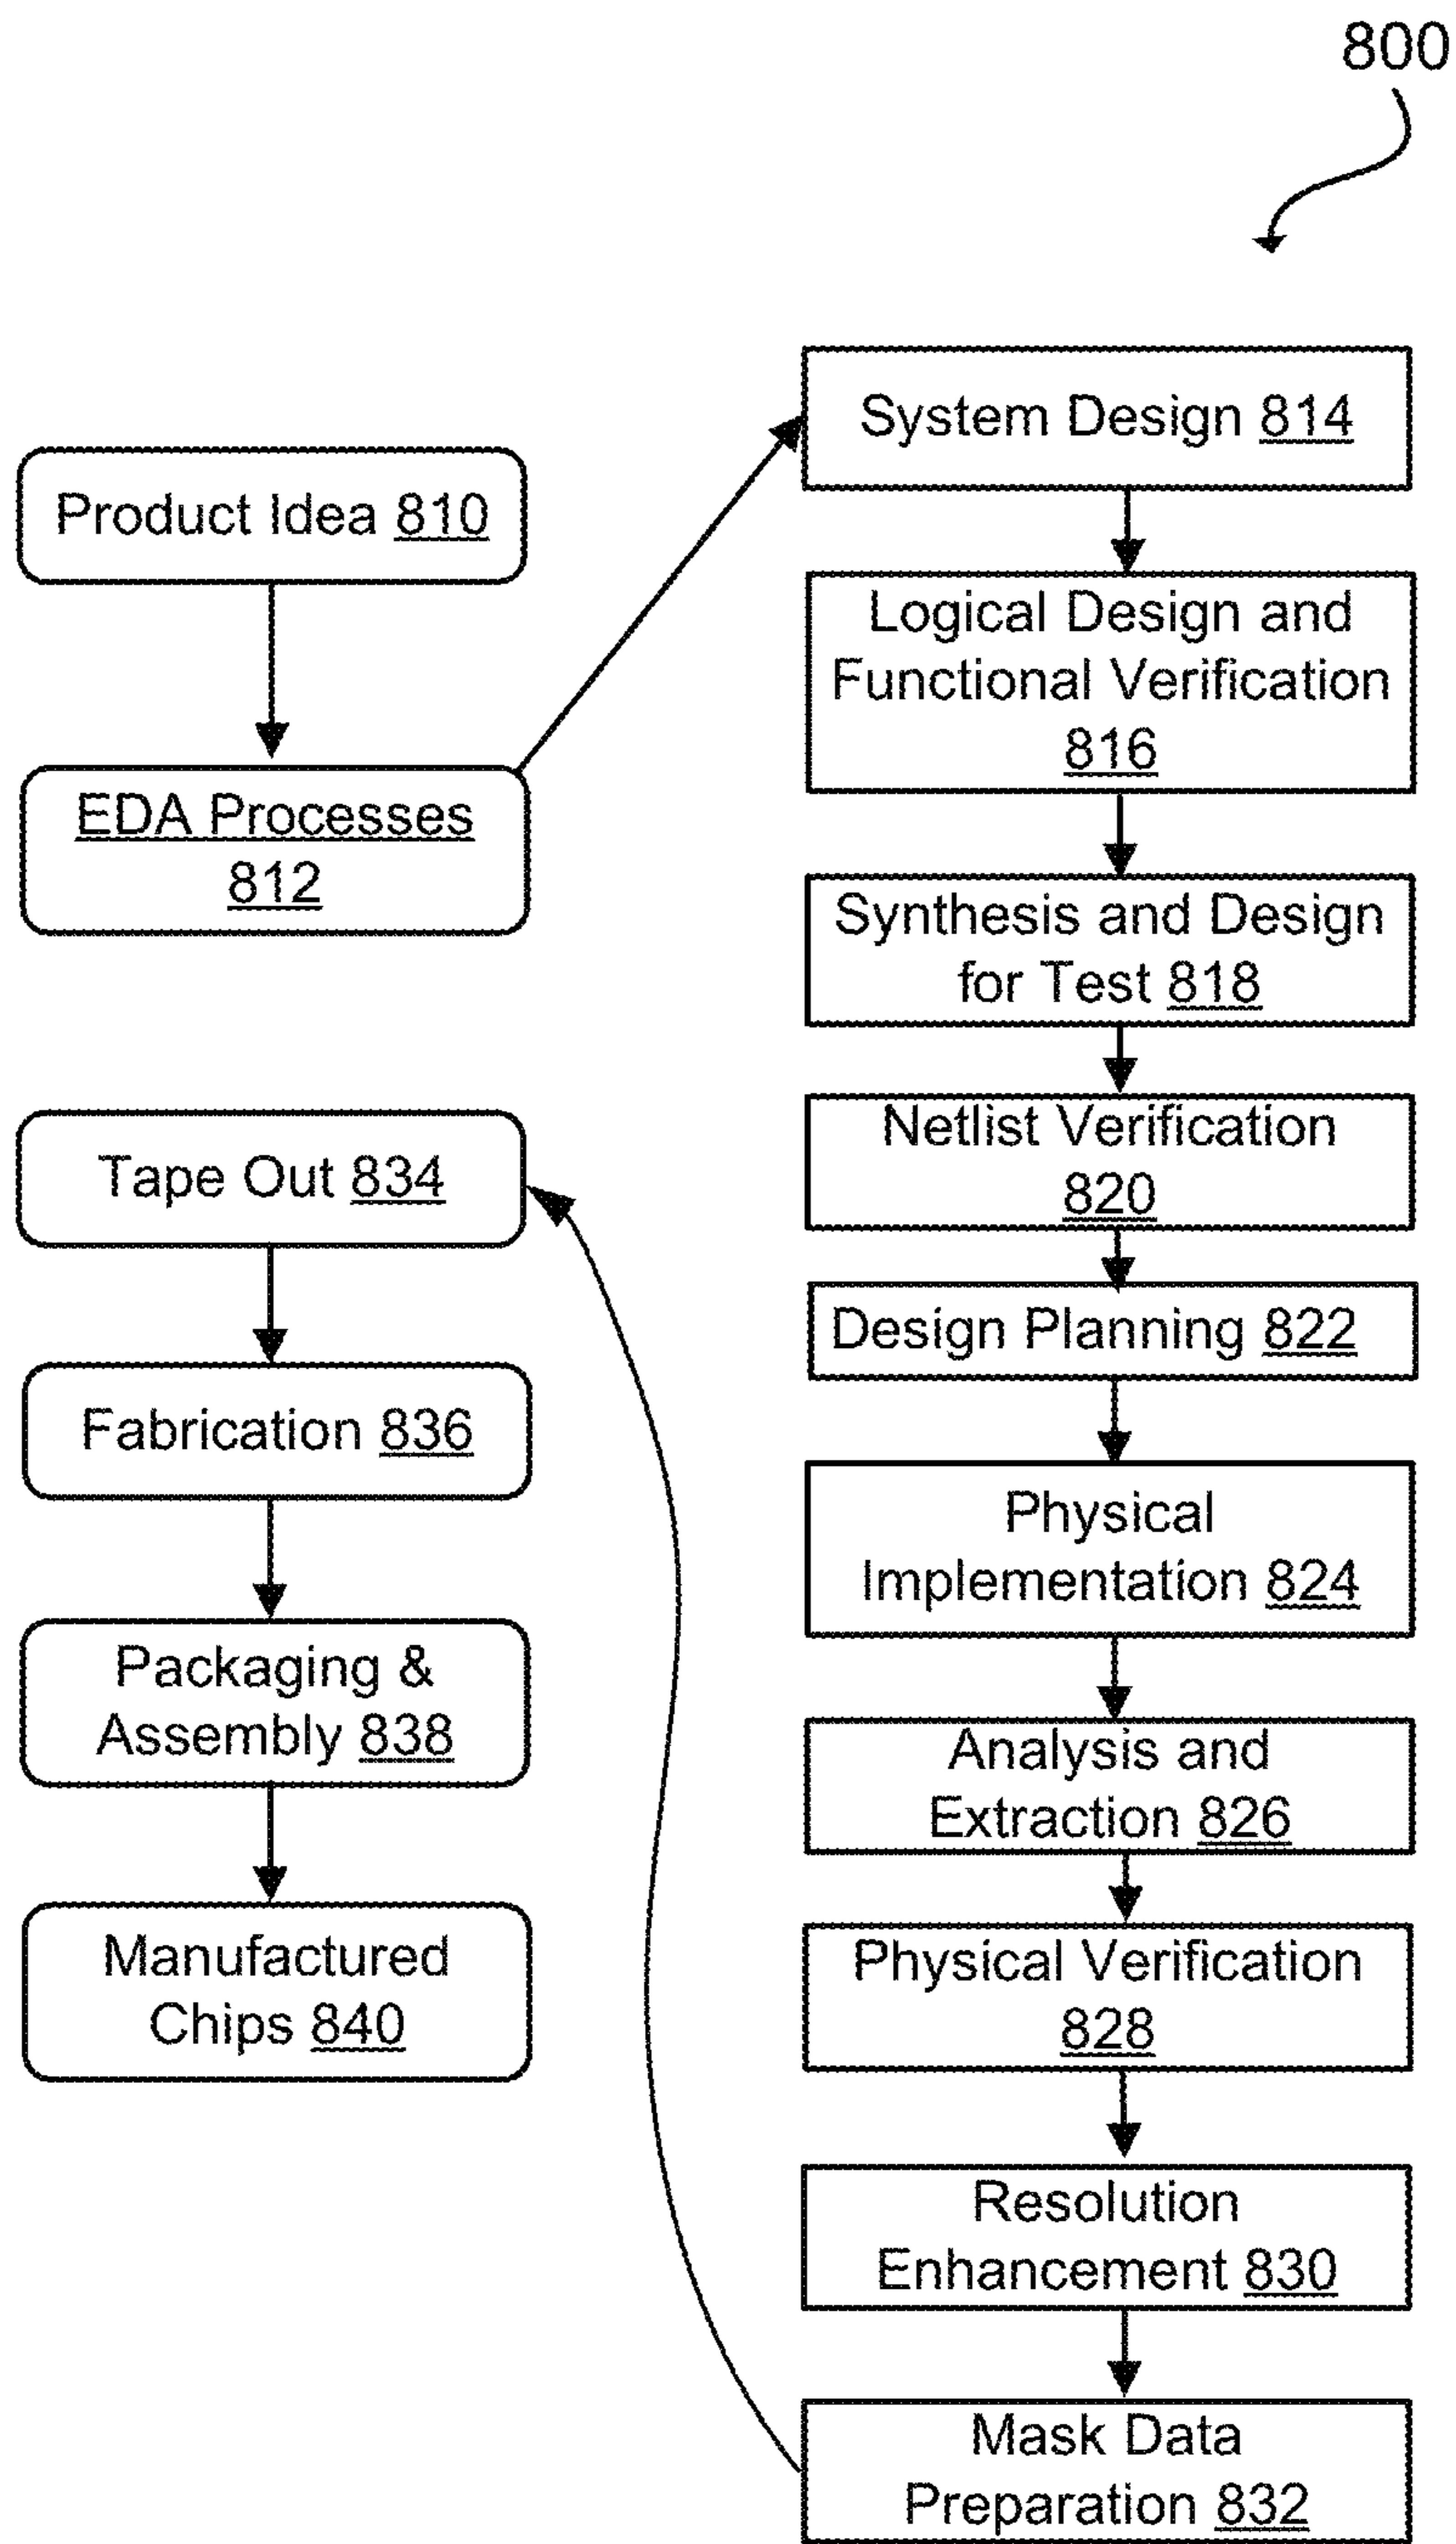 800
Product Idea 810
EDA Processes
812
System Design 814
Logical Design and
Functional Verification
816
Synthesis and Design
for Test 818
Netlist Verification
820
Design Planning 822
Physical
Implementation 824
Analysis and
Extraction 826
Physical Verification
828
Resolution
Enhancement 830
Mask Data
Preparation 832
Tape Out 834
Fabrication 836
Packaging &
Assembly 838
Manufactured
Chips 840